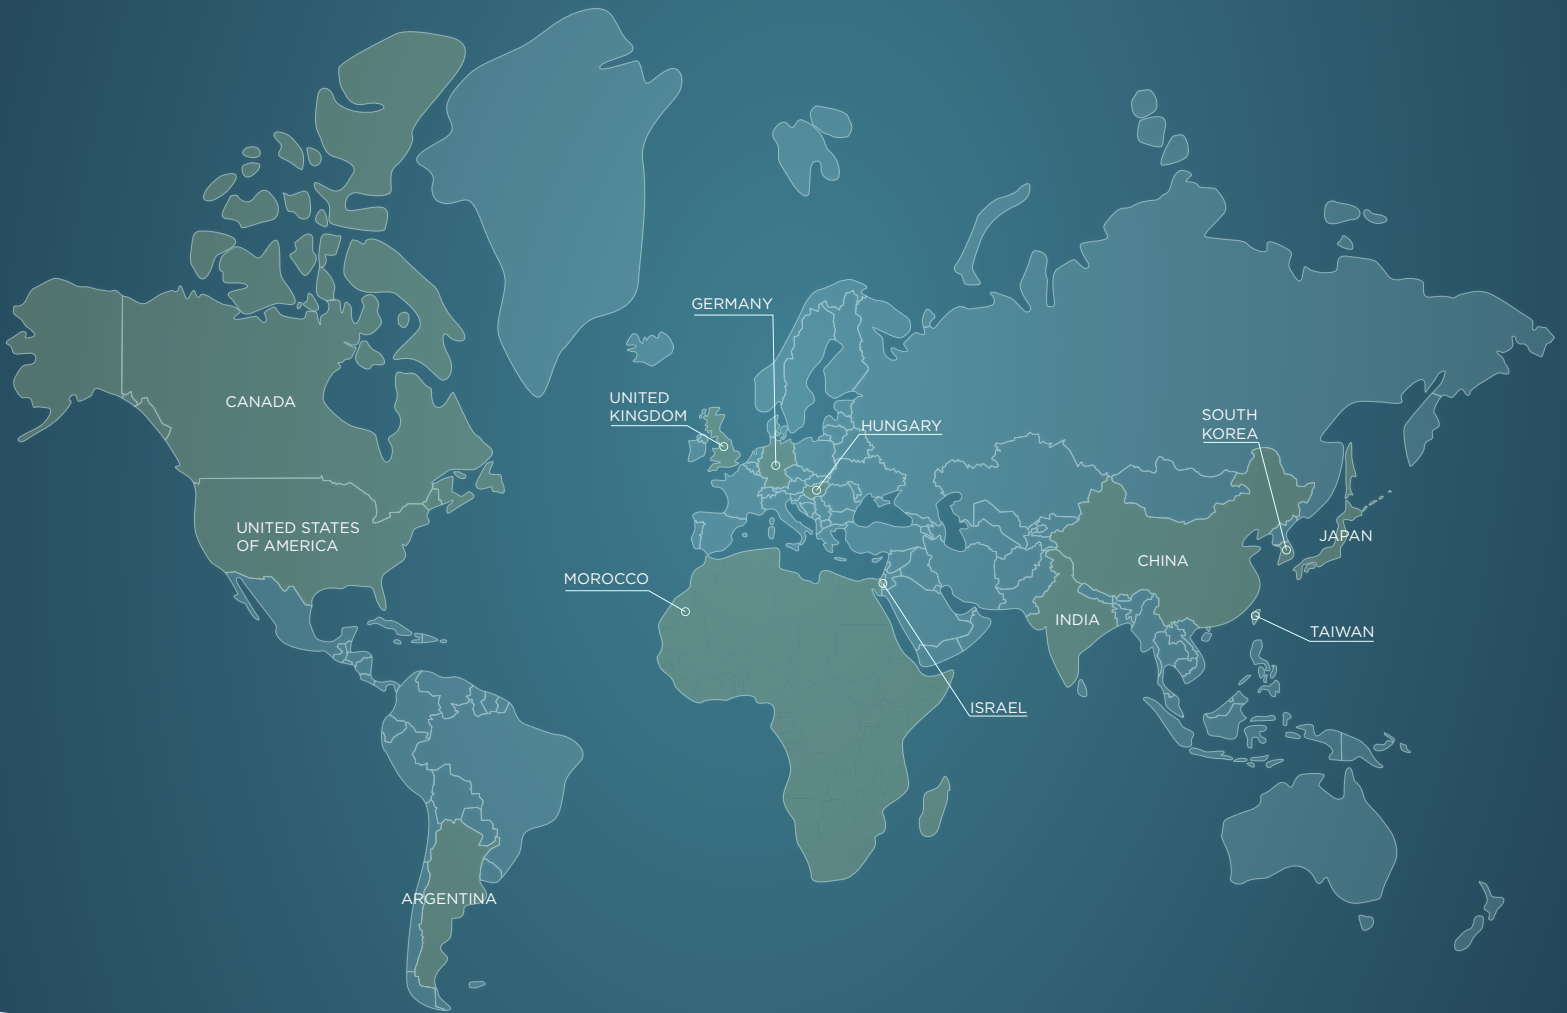 GERMANY
UNITED
KINGDOM
CANADA
HUNGARY
SOUTH
KOREA
UNITED STATES
OF AMERICA
JAPAN
CHINA
MOROCCO
INDIA
TAIWAN
ISRAEL
ARGENTINA